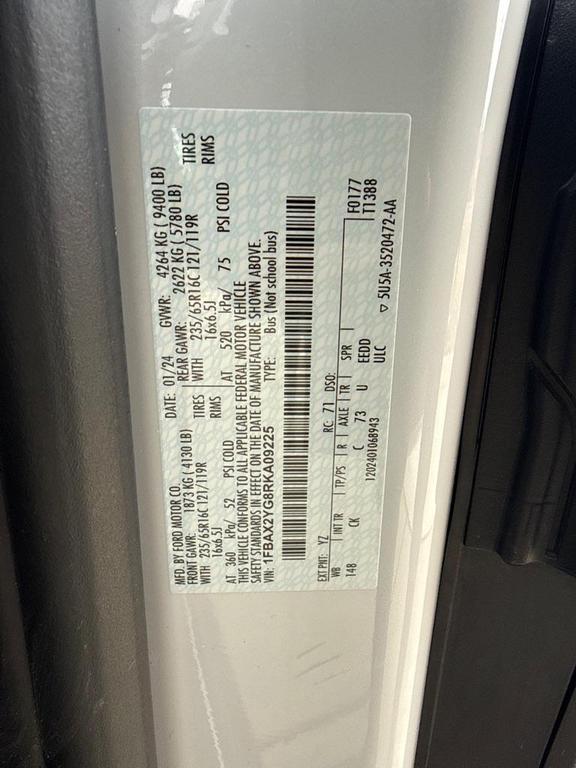 MFD. BY FORD MOTOR CO. DATE: 01/24 GVWR: 4264 KG ( 9400 LB)
FRONT GAWR: 1873 KG ( 4130 LB) REAR GAWR: 2622 KG ( 5780 LB)
WITH 235/65R16C 121/119R TIRES WITH 235/65R16C 121/119R TIRES
16x6.5J RIMS 16x6.5J RIMS
AT 360 kPa/ 52 PSI COLD AT 520 kPa/ 75 PSI COLD
THIS VEHICLE CONFORMS TO ALL APPLICABLE FEDERAL MOTOR VEHICLE
SAFETY STANDARDS IN EFFECT ON THE DATE OF MANUFACTURE SHOWN ABOVE.
VIN: 1FBAX2YG8RKA09225 TYPE: Bus (Not school bus)
EXT PNT: YZ RC: 71 DSO: F0177
WB INT TR TP/PS R AXLE TR SPR T1388
148 CK C 73 U EEDD
ULC
1202401068943 ▽ 5U5A-3520472-AA